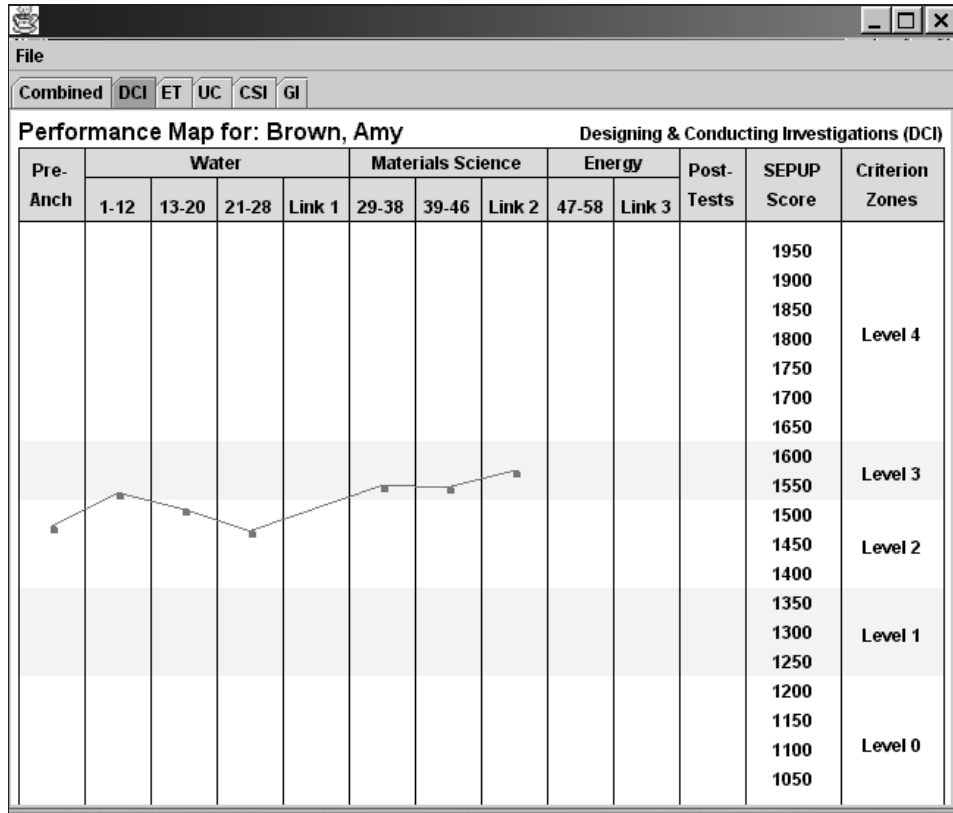 File
Combined DCI ET UC CSI GI
Performance Map for: Brown, Amy Designing & Conducting Investigations (DCI)
Pre-Anch Water Materials Science Energy Post-Tests SEPUP Score Criterion Zones
1-12 13-20 21-28 Link 1 29-38 39-46 Link 2 47-58 Link 3
1950
1900
1850
1800 Level 4
1750
1700
1650
1600
1550 Level 3
1500
1450 Level 2
1400
1350
1300 Level 1
1250
1200
1150
1100 Level 0
1050